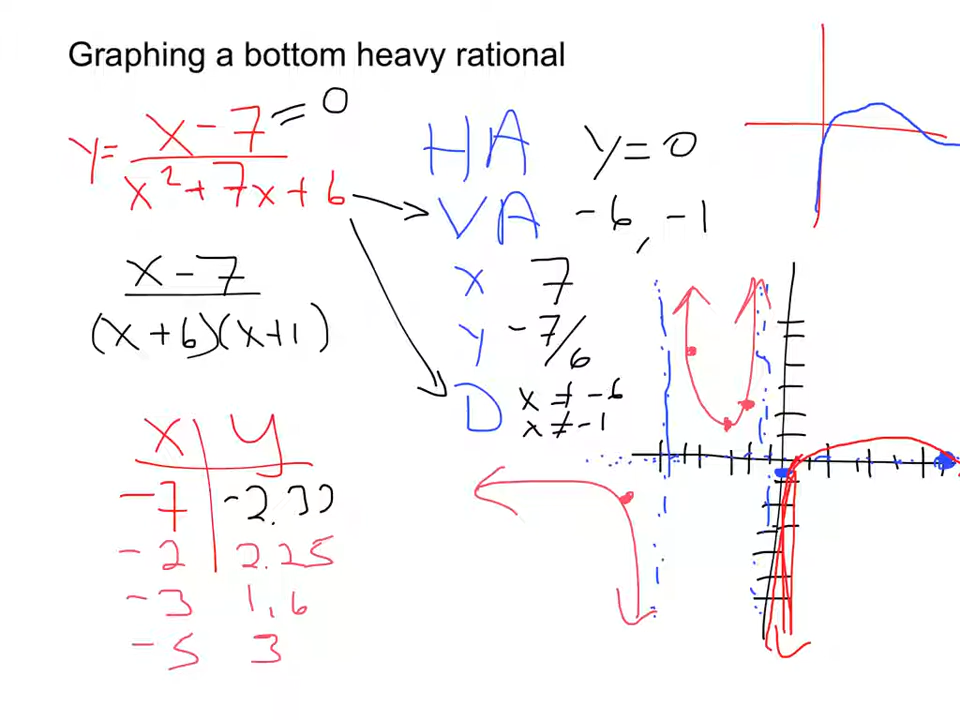 Graphing a bottom heavy rational
y = x - 7 / x² + 7x + 6
= 0
x - 7 / (x + 6)(x + 1)
HA y = 0
VA -6, -1
x 7
y -7/6
D x ≠ -6
x ≠ -1
x y
-7 -2.33
-2 2.25
-3 1.6
-5 3